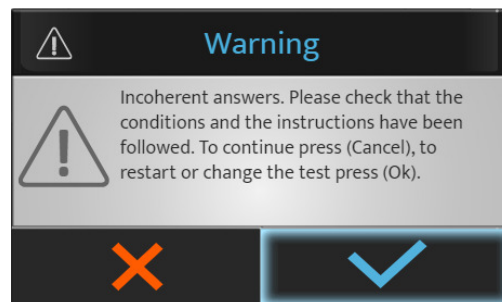 Warning
Incoherent answers. Please check that the
conditions and the instructions have been
followed. To continue press (Cancel), to
restart or change the test press (Ok).